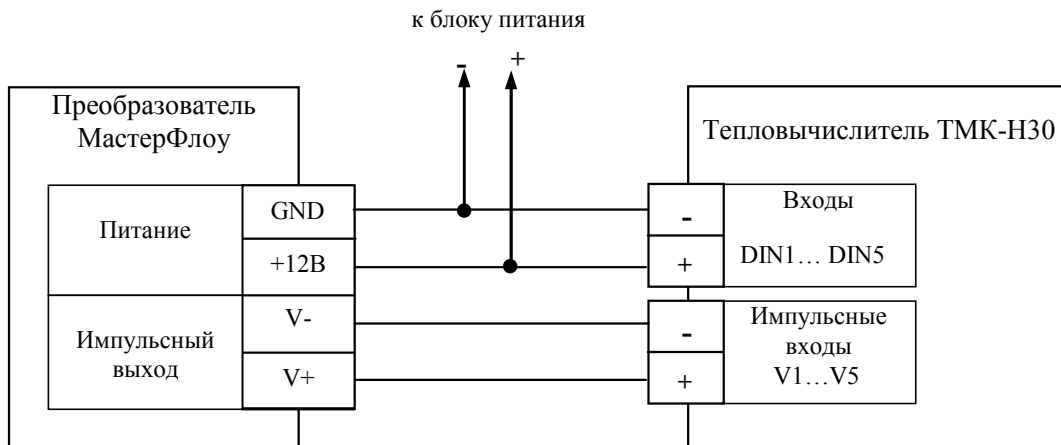 к блоку питания
- +
Преобразователь
МастерФлоу
Тепловычислитель ТМК-Н30
Питание
GND
+12В
Импульсный
выход
V-
V+
-
+
Входы
DIN1… DIN5
-
+
Импульсные
входы
V1…V5